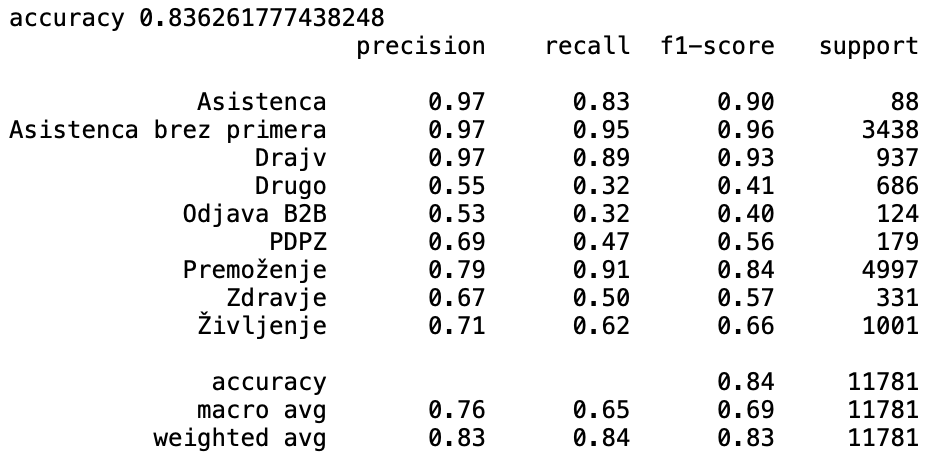 accuracy 0.836261777438248
precision recall f1-score support
Asistenca 0.97 0.83 0.90 88
Asistenca brez primera 0.97 0.95 0.96 3438
Drajv 0.97 0.89 0.93 937
Drugo 0.55 0.32 0.41 686
Odjava B2B 0.53 0.32 0.40 124
PDPZ 0.69 0.47 0.56 179
Premoženje 0.79 0.91 0.84 4997
Zdravje 0.67 0.50 0.57 331
Življenje 0.71 0.62 0.66 1001
accuracy 0.84 11781
macro avg 0.76 0.65 0.69 11781
weighted avg 0.83 0.84 0.83 11781